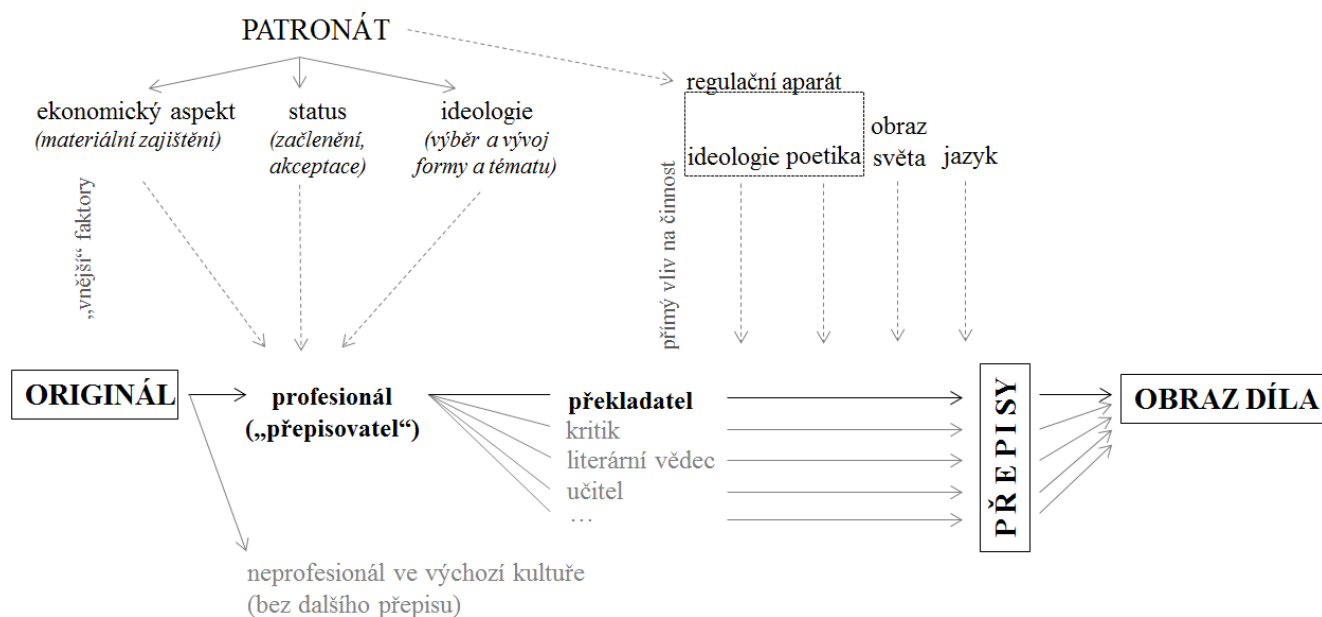 PATRONÁT
regulační aparát
ekonomický aspekt
(materiální zajištění)
status
(začlenění,
akceptace)
ideologie
(výběr a vývoj
formy a tématu)
ideologie
poetika
obraz
světa
jazyk
„vnější“ faktory
přímý vliv na činnost
ORIGINÁL
profesionál
(„přepisovatel“)
překladatel
kritik
literární vědec
učitel
…
PŘEPISY
OBRAZ DÍLA
neprofesionál ve výchozí kultuře
(bez dalšího přepisu)